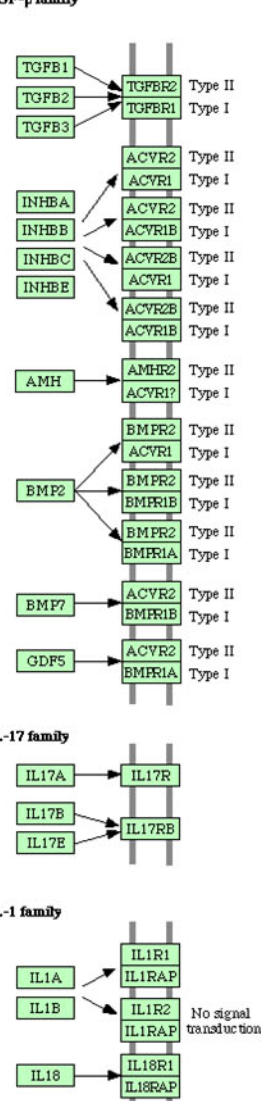 TGF-β family
TGFB1
TGFB2
TGFB3
TGFBR2 Type II
TGFBR1 Type I
INHBA
INHBB
INHBC
INHBE
ACVR2 Type II
ACVR1 Type I
ACVR2 Type II
ACVR1B Type I
ACVR2B Type II
ACVR1 Type I
ACVR2B Type II
ACVR1B Type I
AMH
AMHR2 Type II
ACVR1? Type I
BMP2
BMPR2 Type II
ACVR1 Type I
BMPR2 Type II
BMPR1B Type I
BMPR2 Type II
BMPR1A Type I
BMP7
ACVR2 Type II
BMPR1B Type I
GDF5
ACVR2 Type II
BMPR1A Type I
L-17 family
IL17A
IL17R
IL17B
IL17E
IL17RB
L-1 family
IL1A
IL1B
IL1R1
IL1RAP
IL1R2 No signal
IL1RAP transduction
IL18
IL18R1
IL18RAP